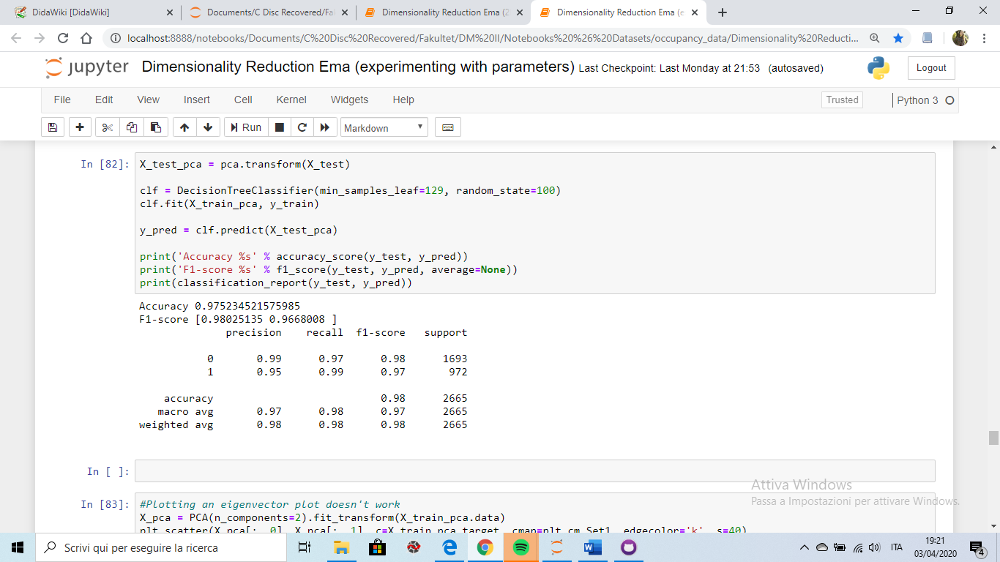 DidaWiki [DidaWiki]
Documents/C Disc Recovered/Fa
Dimensionality Reduction Ema (2
Dimensionality Reduction Ema (e
localhost:8888/notebooks/Documents/C%20Disc%20Recovered/Fakultet/DM%20II/Notebooks%20%26%20Datasets/occupancy_data/Dimensionality%20Reducti...
jupyter Dimensionality Reduction Ema (experimenting with parameters) Last Checkpoint: Last Monday at 21:53 (autosaved)
Logout
File Edit View Insert Cell Kernel Widgets Help
Trusted
Python 3
Run
Markdown
In [82]: X_test_pca = pca.transform(X_test)
clf = DecisionTreeClassifier(min_samples_leaf=129, random_state=100)
clf.fit(X_train_pca, y_train)
y_pred = clf.predict(X_test_pca)
print('Accuracy %s' % accuracy_score(y_test, y_pred))
print('F1-score %s' % f1_score(y_test, y_pred, average=None))
print(classification_report(y_test, y_pred))
Accuracy 0.975234521575985
F1-score [0.98025135 0.9668008 ]
precision recall f1-score support
0 0.99 0.97 0.98 1693
1 0.95 0.99 0.97 972
accuracy 0.98 2665
macro avg 0.97 0.98 0.97 2665
weighted avg 0.98 0.98 0.98 2665
In [ ]:
Attiva Windows
Passa a Impostazioni per attivare Windows.
In [83]: #Plotting an eigenvector plot doesn't work
X_pca = PCA(n_components=2).fit_transform(X_train_pca.data)
plt.scatter(X_pca[:, 0], X_pca[:, 1], c=X_train_pca.target, cmap=plt.cm.Set1, edgecolor='k', s=40)
Scrivi qui per eseguire la ricerca
ITA
19:21
03/04/2020
4